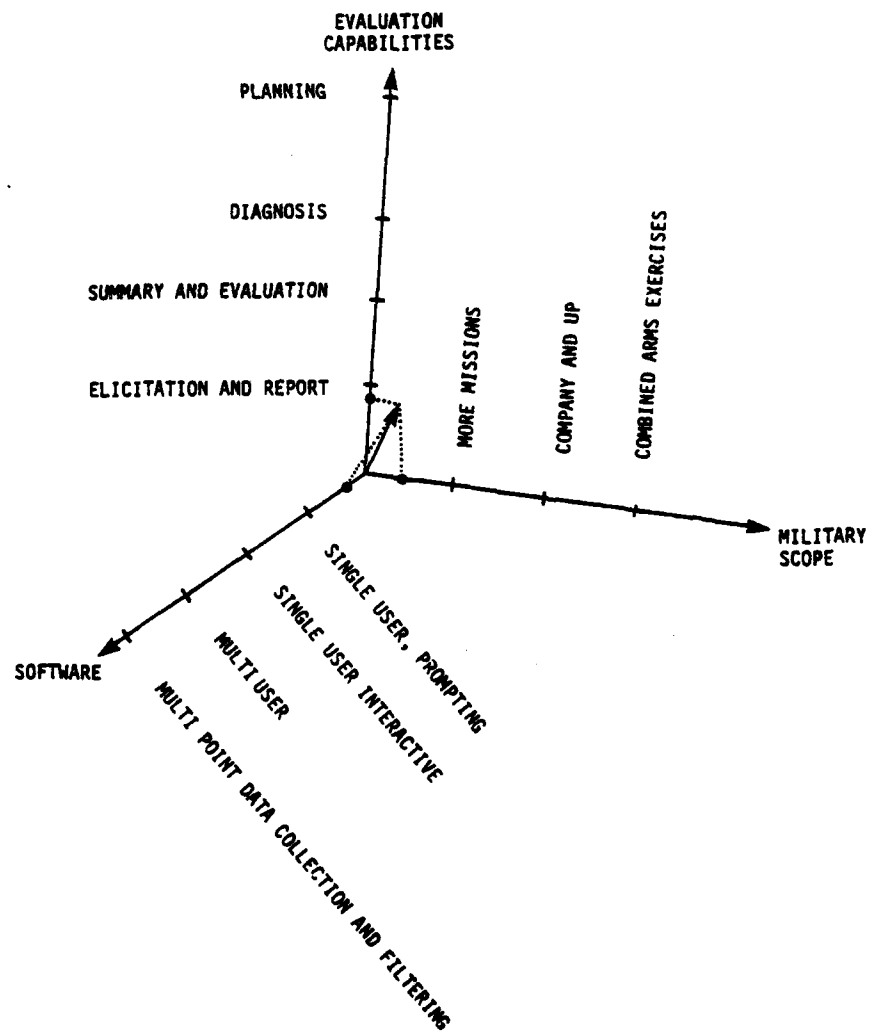 EVALUATION
CAPABILITIES
PLANNING
DIAGNOSIS
SUMMARY AND EVALUATION
ELICITATION AND REPORT
MORE MISSIONS
COMPANY AND UP
COMBINED ARMS EXERCISES
MILITARY
SCOPE
SOFTWARE
SINGLE USER, PROMPTING
SINGLE USER INTERACTIVE
MULTI USER
MULTI POINT DATA COLLECTION AND FILTERING